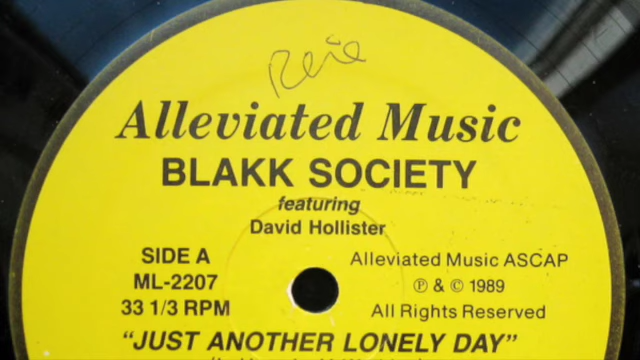 Alleviated Music
BLAKK SOCIETY
featuring
David Hollister
SIDE A
ML-2207
33 1/3 RPM
Alleviated Music ASCAP
℗ & © 1989
All Rights Reserved
“JUST ANOTHER LONELY DAY”